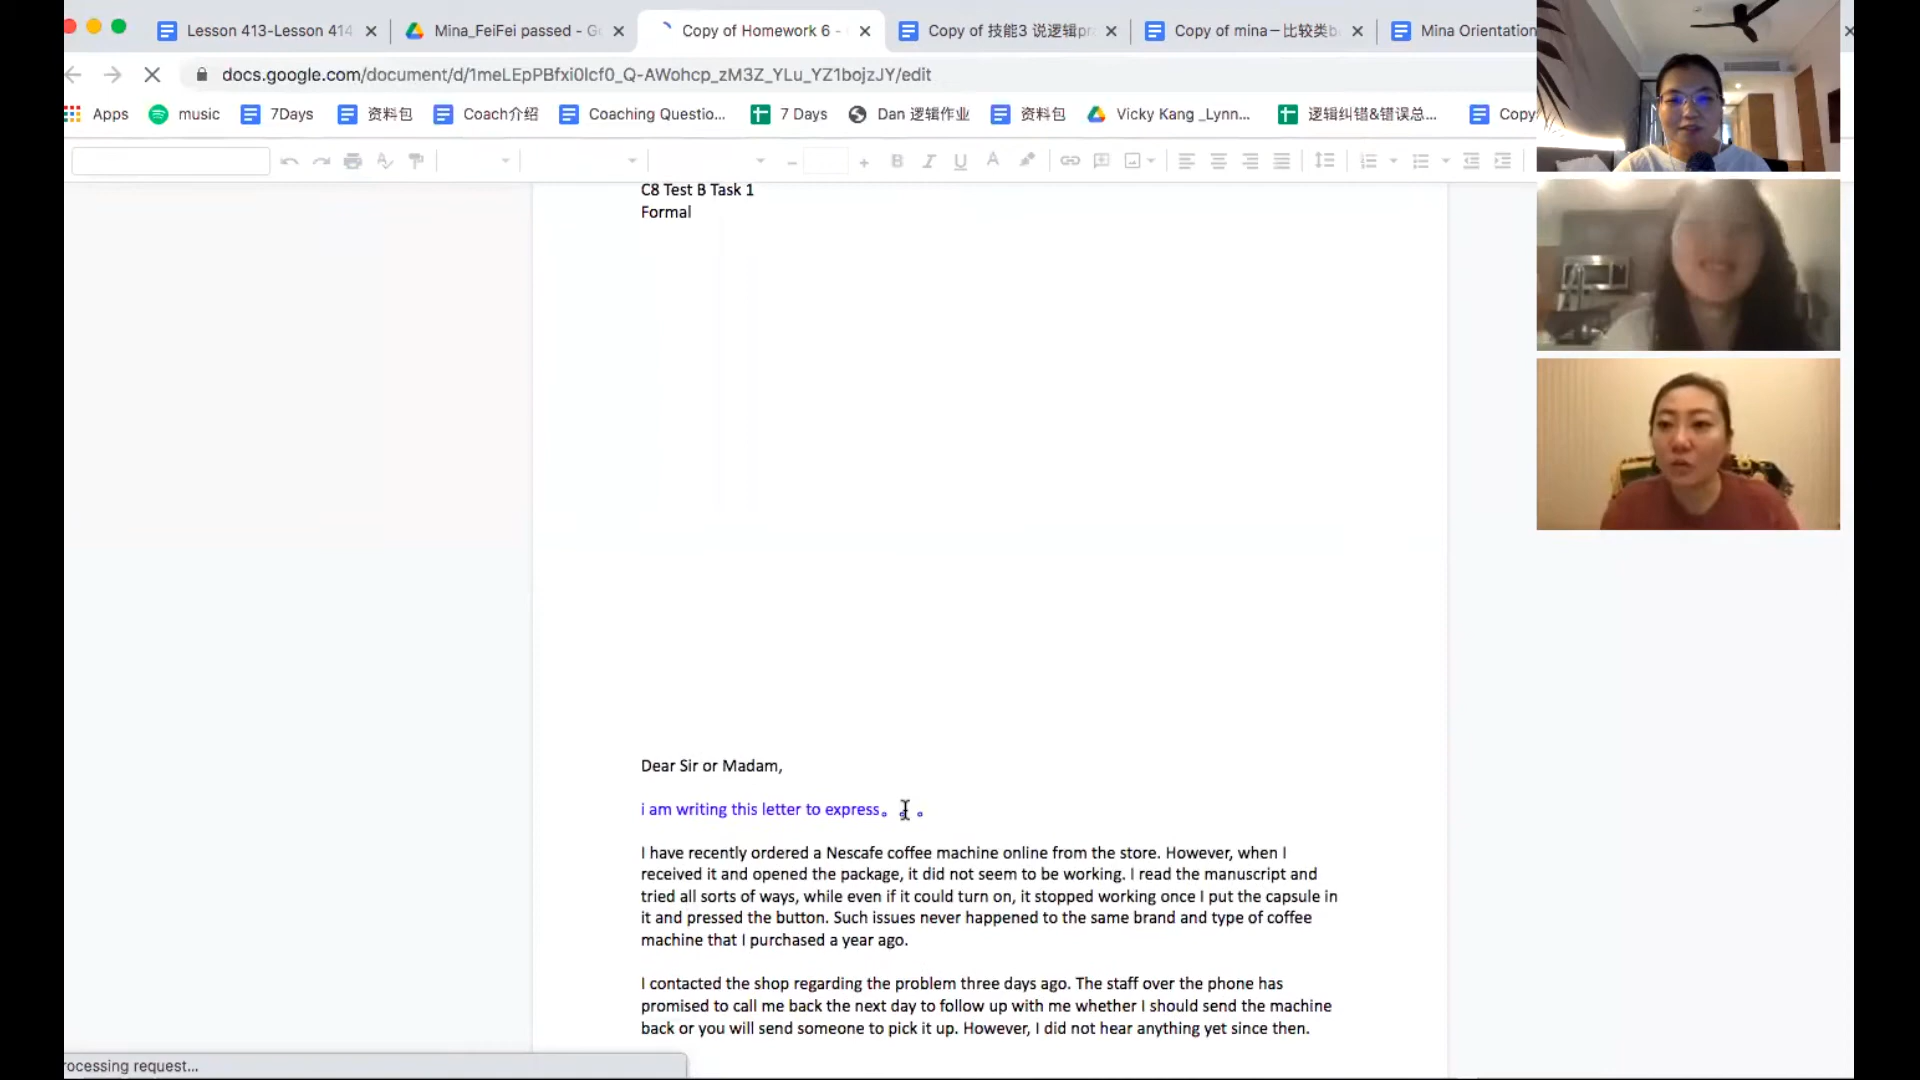 Lesson 413-Lesson 414
Mina_FeiFei passed - G
Copy of Homework 6 -
Copy of 技能3 说逻辑pr
Copy of mina－比较类b
Mina Orientation
docs.google.com/document/d/1meLEpPBfxi0lcf0_Q-AWohcp_zM3Z_YLu_YZ1bojzJY/edit
Apps
music
7Days
资料包
Coach介绍
Coaching Questio...
7 Days
Dan 逻辑作业
资料包
Vicky Kang _Lynn...
逻辑纠错&错误总...
Copy
C8 Test B Task 1
Formal
Dear Sir or Madam,
i am writing this letter to express。。。
I have recently ordered a Nescafe coffee machine online from the store. However, when I
received it and opened the package, it did not seem to be working. I read the manuscript and
tried all sorts of ways, while even if it could turn on, it stopped working once I put the capsule in
it and pressed the button. Such issues never happened to the same brand and type of coffee
machine that I purchased a year ago.
I contacted the shop regarding the problem three days ago. The staff over the phone has
promised to call me back the next day to follow up with me whether I should send the machine
back or you will send someone to pick it up. However, I did not hear anything yet since then.
rocessing request...